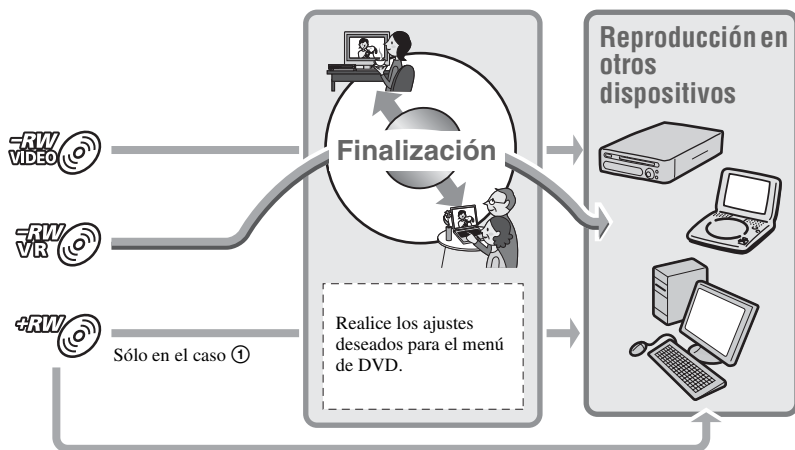 Reproducción en
otros
dispositivos
Finalización
-RW
VIDEO
-RW
VR
+RW
Sólo en el caso ①
Realice los ajustes
deseados para el menú
de DVD.